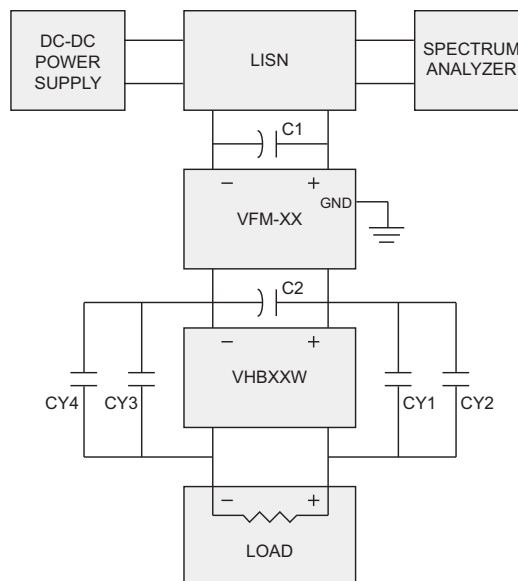 DC-DC
POWER
SUPPLY
LISN
SPECTRUM
ANALYZER
C1
− +
GND
VFM-XX
C2
− +
VHBXXW
CY4 CY3 CY1 CY2
− +
LOAD